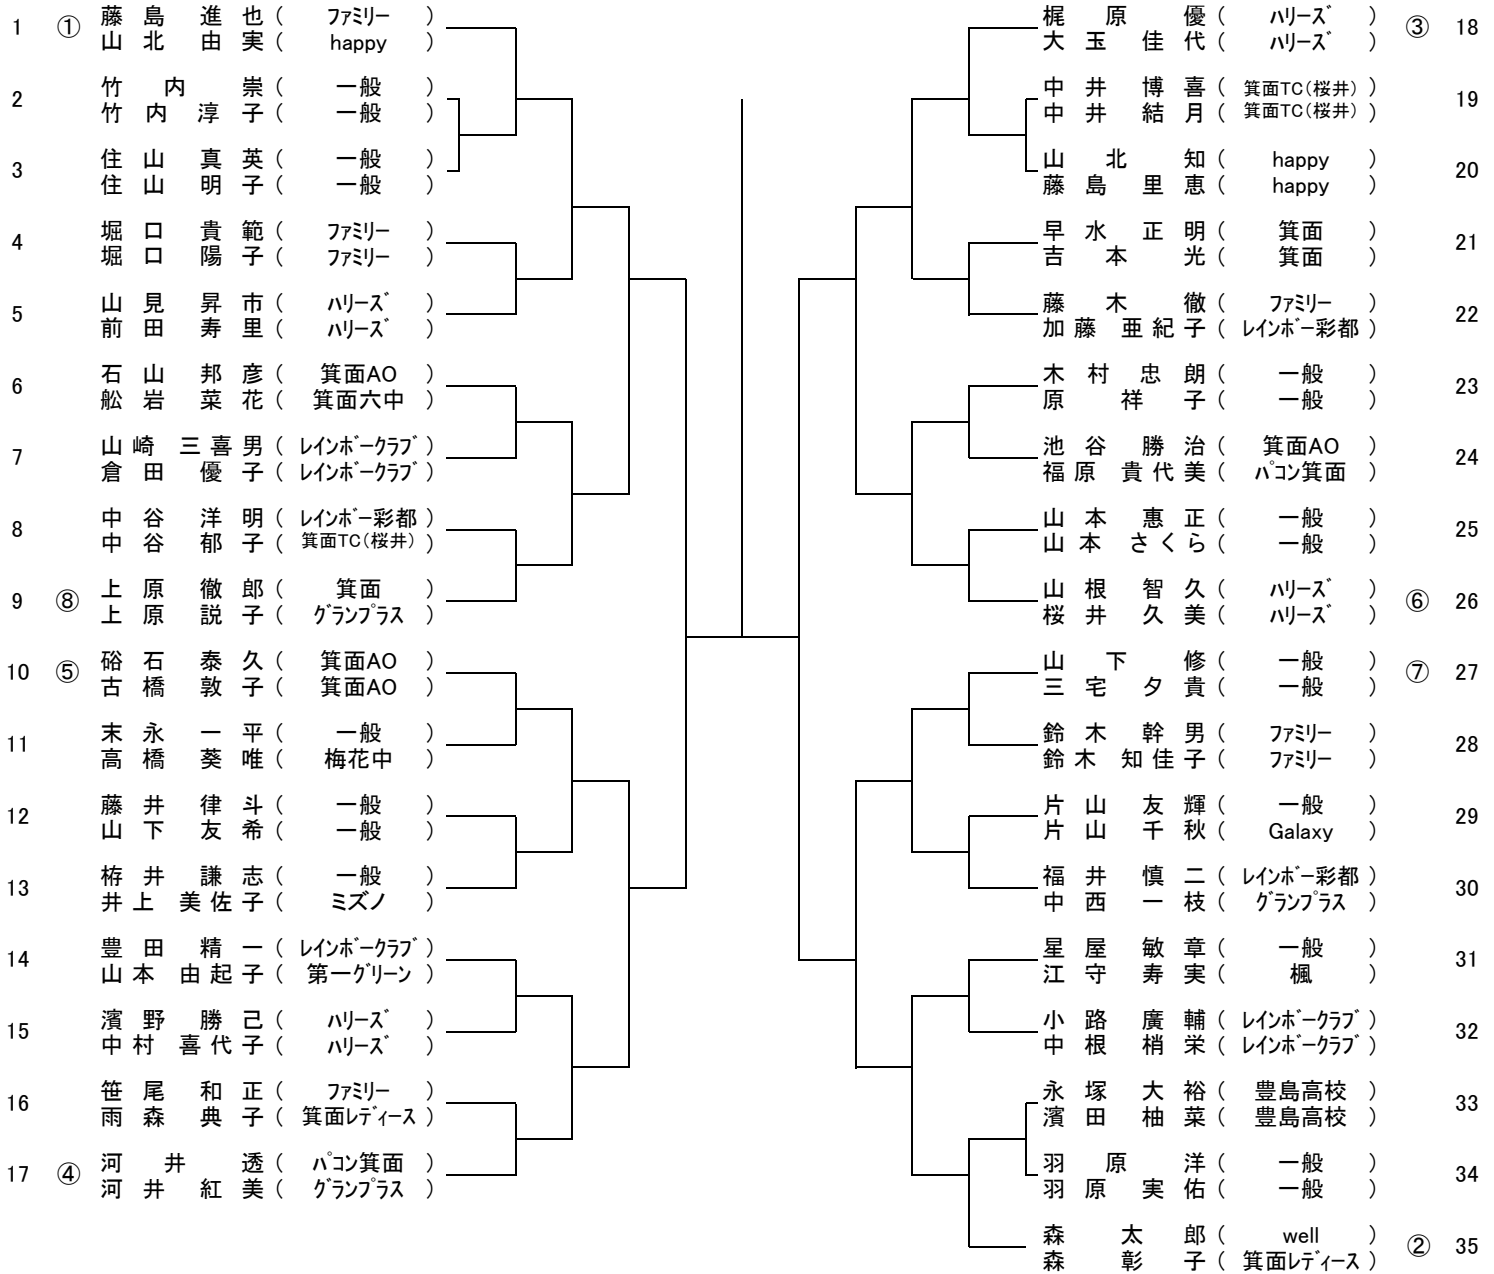 1 ① 藤島 進也 ( ファミリー )
山北 由実 ( happy )
2 竹内 崇 ( 一般 )
竹内 淳子 ( 一般 )
3 住山 真英 ( 一般 )
住山 明子 ( 一般 )
4 堀口 貴範 ( ファミリー )
堀口 陽子 ( ファミリー )
5 山見 昇市 ( ハリーズ )
前田 寿里 ( ハリーズ )
6 石山 邦彦 ( 箕面AO )
舩岩 菜花 ( 箕面六中 )
7 山崎 三喜男 ( レインボークラブ )
倉田 優子 ( レインボークラブ )
8 中谷 洋明 ( レインボー彩都 )
中谷 郁子 ( 箕面TC(桜井) )
9 ⑧ 上原 徹郎 ( 箕面 )
上原 説子 ( グランプラス )
10 ⑤ 硲石 泰久 ( 箕面AO )
古橋 敦子 ( 箕面AO )
11 末永 一平 ( 一般 )
高橋 葵唯 ( 梅花中 )
12 藤井 律斗 ( 一般 )
山下 友希 ( 一般 )
13 栫井 謙志 ( 一般 )
井上 美佐子 ( ミズノ )
14 豊田 精一 ( レインボークラブ )
山本 由起子 ( 第一グリーン )
15 濱野 勝己 ( ハリーズ )
中村 喜代子 ( ハリーズ )
16 笹尾 和正 ( ファミリー )
雨森 典子 ( 箕面レディース )
17 ④ 河井 透 ( パコン箕面 )
河井 紅美 ( グランプラス )
梶原 優 ( ハリーズ ) ③ 18
大玉 佳代 ( ハリーズ )
中井 博喜 ( 箕面TC(桜井) ) 19
中井 結月 ( 箕面TC(桜井) )
山北 知 ( happy ) 20
藤島 里恵 ( happy )
早水 正明 ( 箕面 ) 21
吉本 光 ( 箕面 )
藤木 徹 ( ファミリー ) 22
加藤 亜紀子 ( レインボー彩都 )
木村 忠朗 ( 一般 ) 23
原 祥子 ( 一般 )
池谷 勝治 ( 箕面AO ) 24
福原 貴代美 ( パコン箕面 )
山本 惠正 ( 一般 ) 25
山本 さくら ( 一般 )
山根 智久 ( ハリーズ ) ⑥ 26
桜井 久美 ( ハリーズ )
山下 修 ( 一般 ) ⑦ 27
三宅 夕貴 ( 一般 )
鈴木 幹男 ( ファミリー ) 28
鈴木 知佳子 ( ファミリー )
片山 友輝 ( 一般 ) 29
片山 千秋 ( Galaxy )
福井 慎二 ( レインボー彩都 ) 30
中西 一枝 ( グランプラス )
星屋 敏章 ( 一般 ) 31
江守 寿実 ( 楓 )
小路 廣輔 ( レインボークラブ ) 32
中根 梢栄 ( レインボークラブ )
永塚 大裕 ( 豊島高校 ) 33
濱田 柚菜 ( 豊島高校 )
羽原 洋 ( 一般 ) 34
羽原 実佑 ( 一般 )
森 太郎 ( well ) ② 35
森 彰子 ( 箕面レディース )